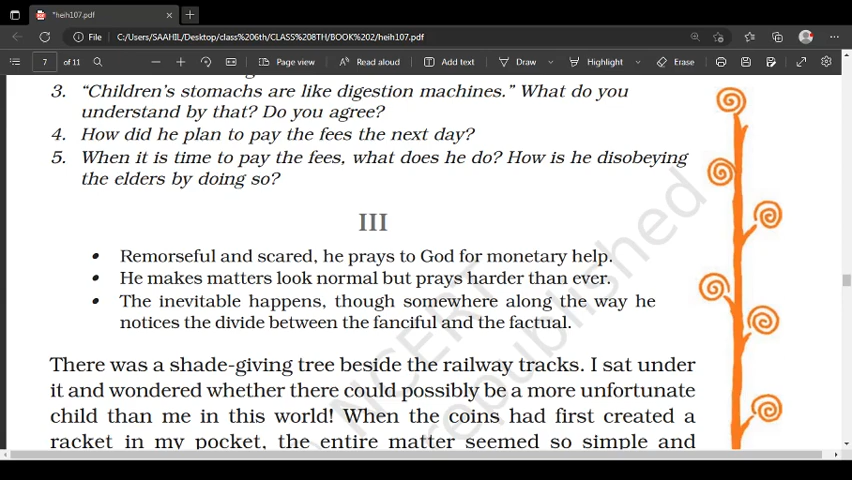 *heih107.pdf
File
C:/Users/SAAHIL/Desktop/class%206th/CLASS %208TH/BOOK %202/heih107.pdf
7 of 11
Page view
Read aloud
Add text
Draw
Highlight
Erase
3. “Children’s stomachs are like digestion machines.” What do you
understand by that? Do you agree?
4. How did he plan to pay the fees the next day?
5. When it is time to pay the fees, what does he do? How is he disobeying
the elders by doing so?
III
• Remorseful and scared, he prays to God for monetary help.
• He makes matters look normal but prays harder than ever.
• The inevitable happens, though somewhere along the way he
notices the divide between the fanciful and the factual.
There was a shade-giving tree beside the railway tracks. I sat under
it and wondered whether there could possibly be a more unfortunate
child than me in this world! When the coins had first created a
racket in my pocket, the entire matter seemed so simple and
NCERT
republished